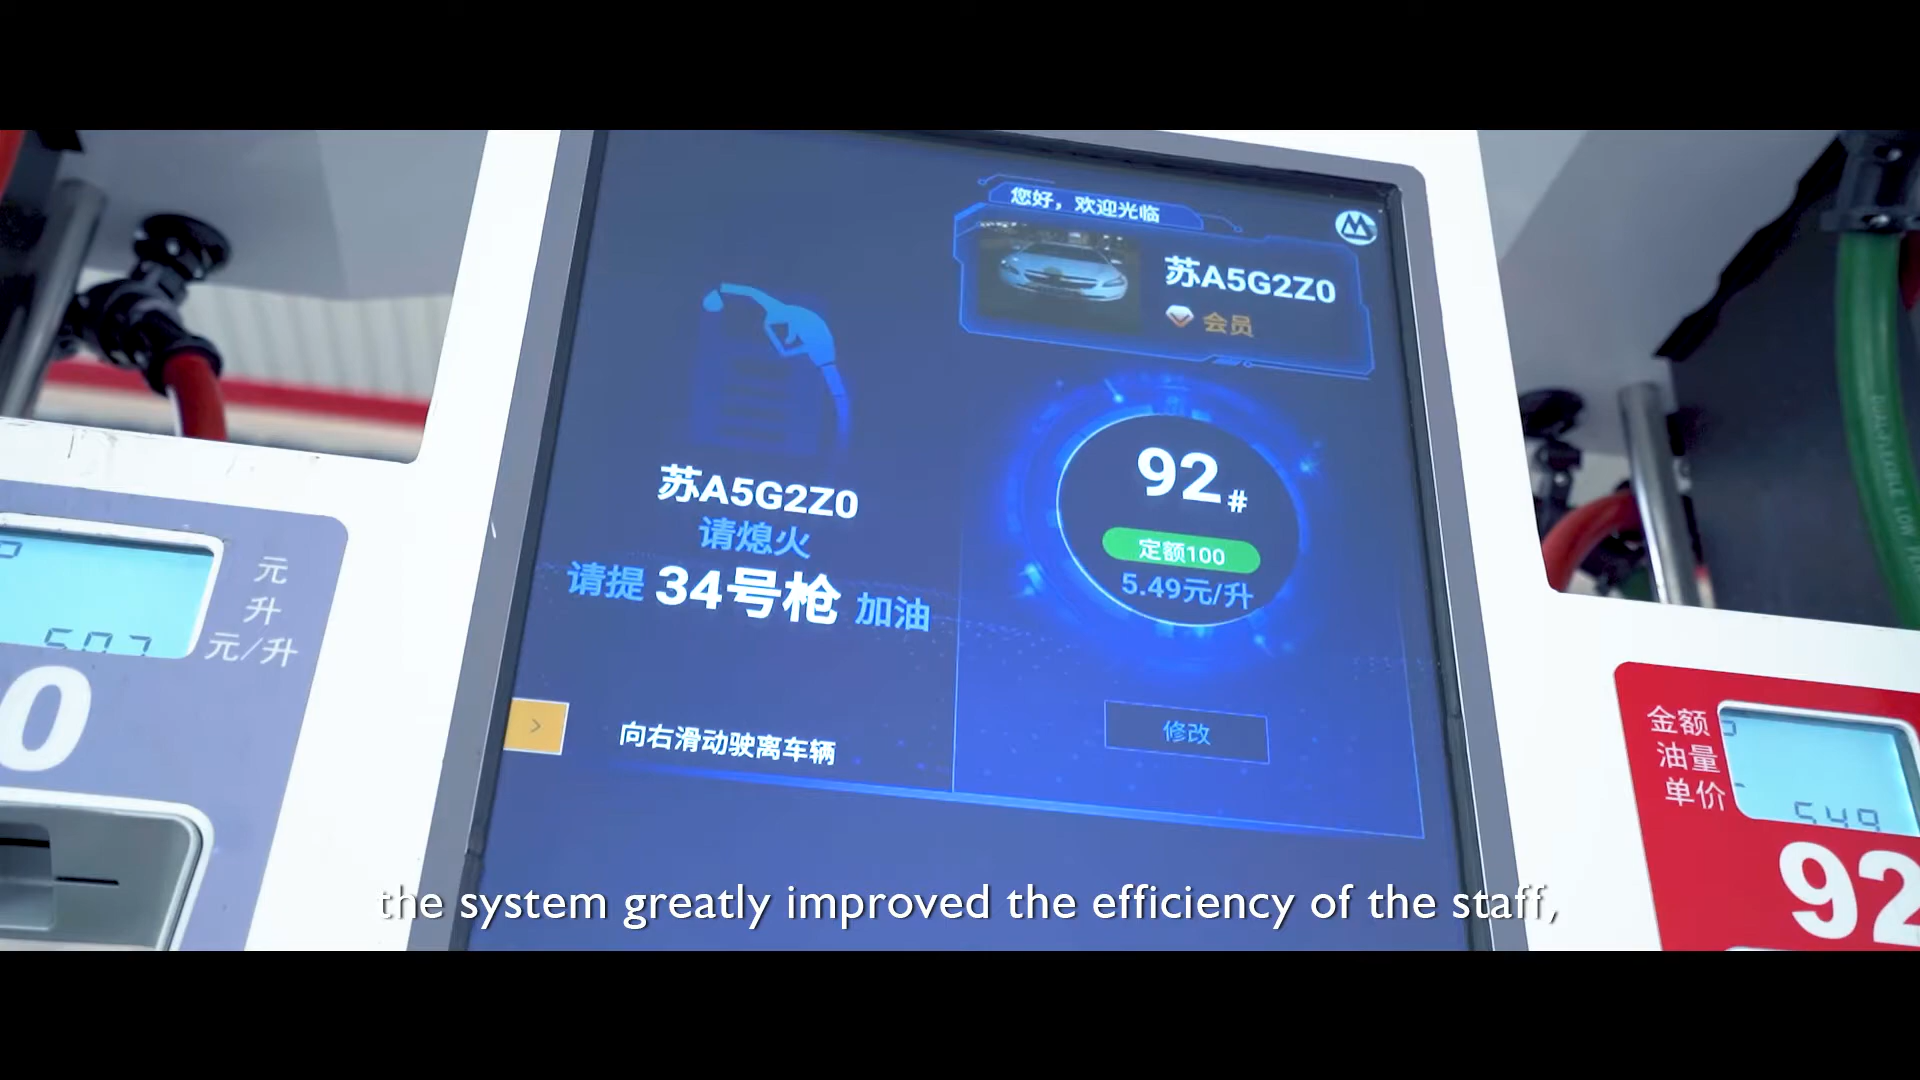 您好，欢迎光临
苏A5G2Z0
会员
苏A5G2Z0
请熄火
请提 34号枪 加油
向右滑动驶离车辆
92#
定额100
5.49元/升
修改
元
升
元/升
507
0
金额
油量
单价
549
92
the system greatly improved the efficiency of the staff,